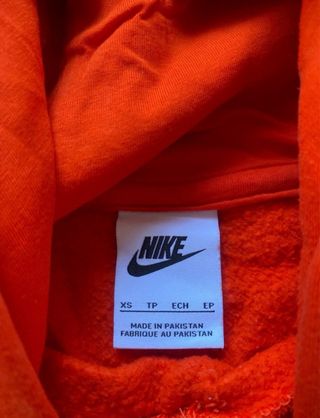 NIKE
XS TP ECH EP
MADE IN PAKISTAN
FABRIQUE AU PAKISTAN